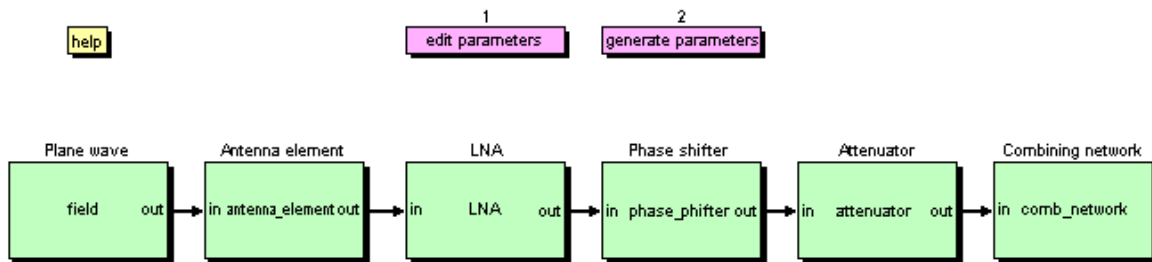 1
2
help
edit parameters
generate parameters
Plane wave
Antenna element
LNA
Phase shifter
Attenuator
Combining network
field out
in antenna_element out
in LNA out
in phase_phifter out
in attenuator out
in comb_network